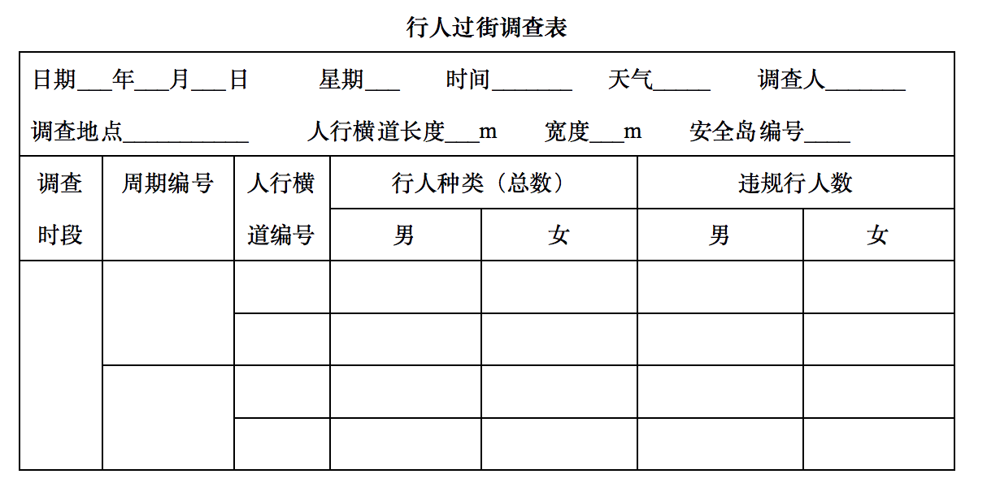 行人过街调查表
日期___年___月___日 星期___ 时间_______ 天气_____ 调查人_______
调查地点___________ 人行横道长度___m 宽度___m 安全岛编号____
调查时段 周期编号 人行横道编号 行人种类（总数） 违规行人数
男 女 男 女